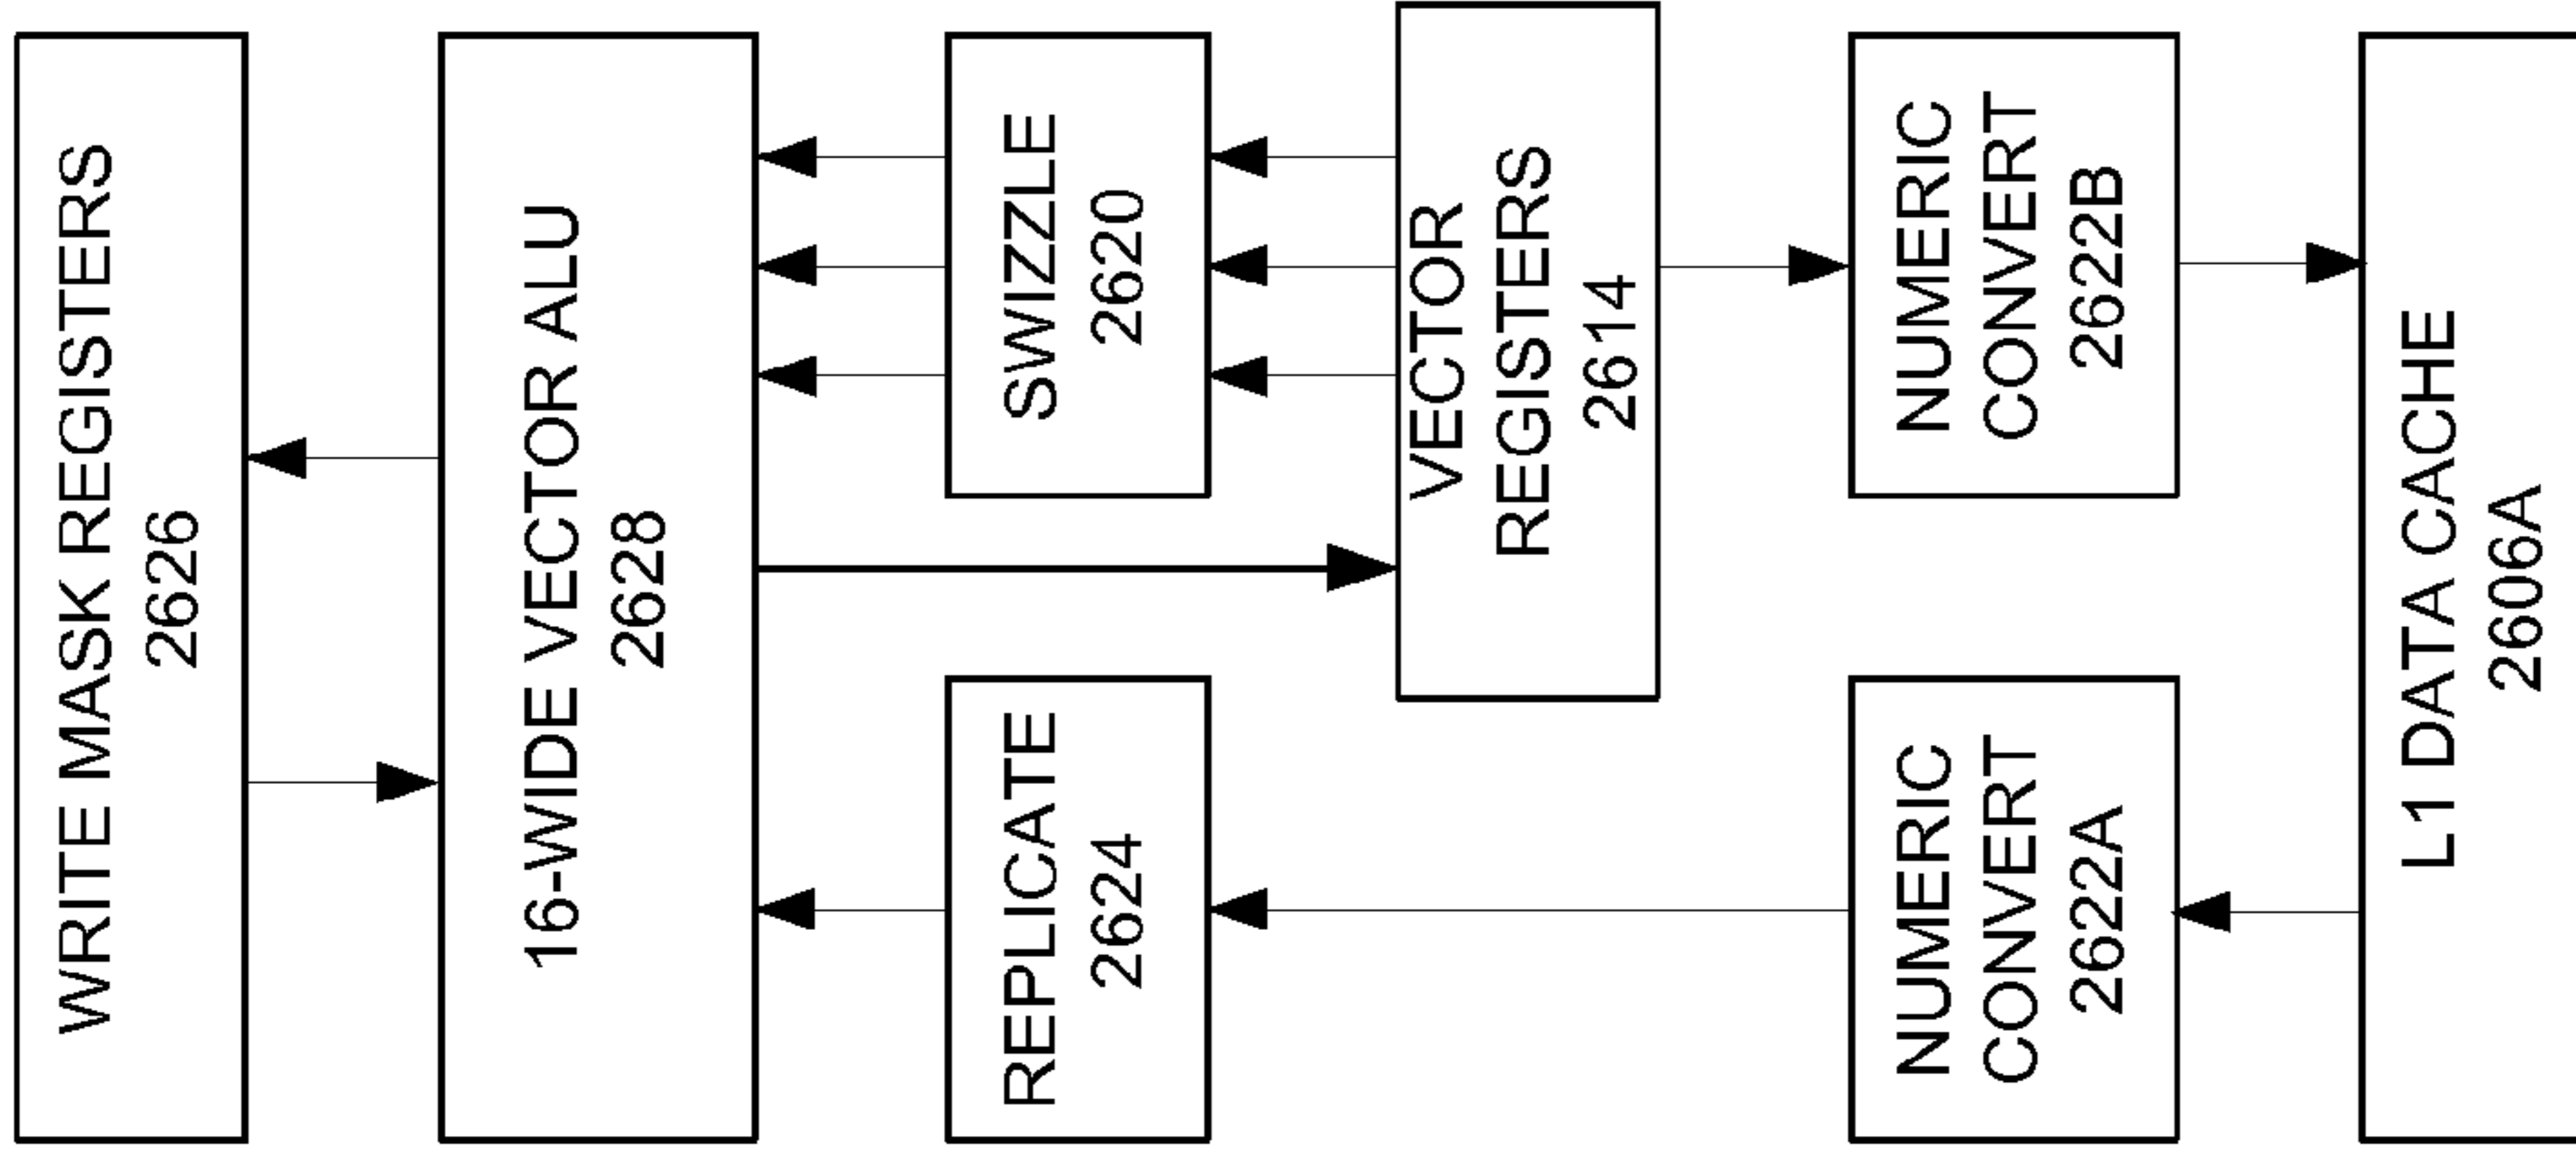 WRITE MASK REGISTERS
2626
16-WIDE VECTOR ALU
2628
REPLICATE
2624
SWIZZLE
2620
VECTOR
REGISTERS
2614
NUMERIC
CONVERT
2622A
NUMERIC
CONVERT
2622B
L1 DATA CACHE
2606A